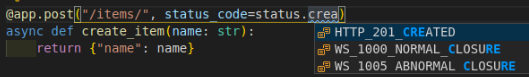 @app.post("/items/", status_code=status.crea)
HTTP_201_CREATED
async def create_item(name: str):
WS_1000_NORMAL_CLOSURE
return {"name": name}
WS_1005_ABNORMAL_CLOSURE